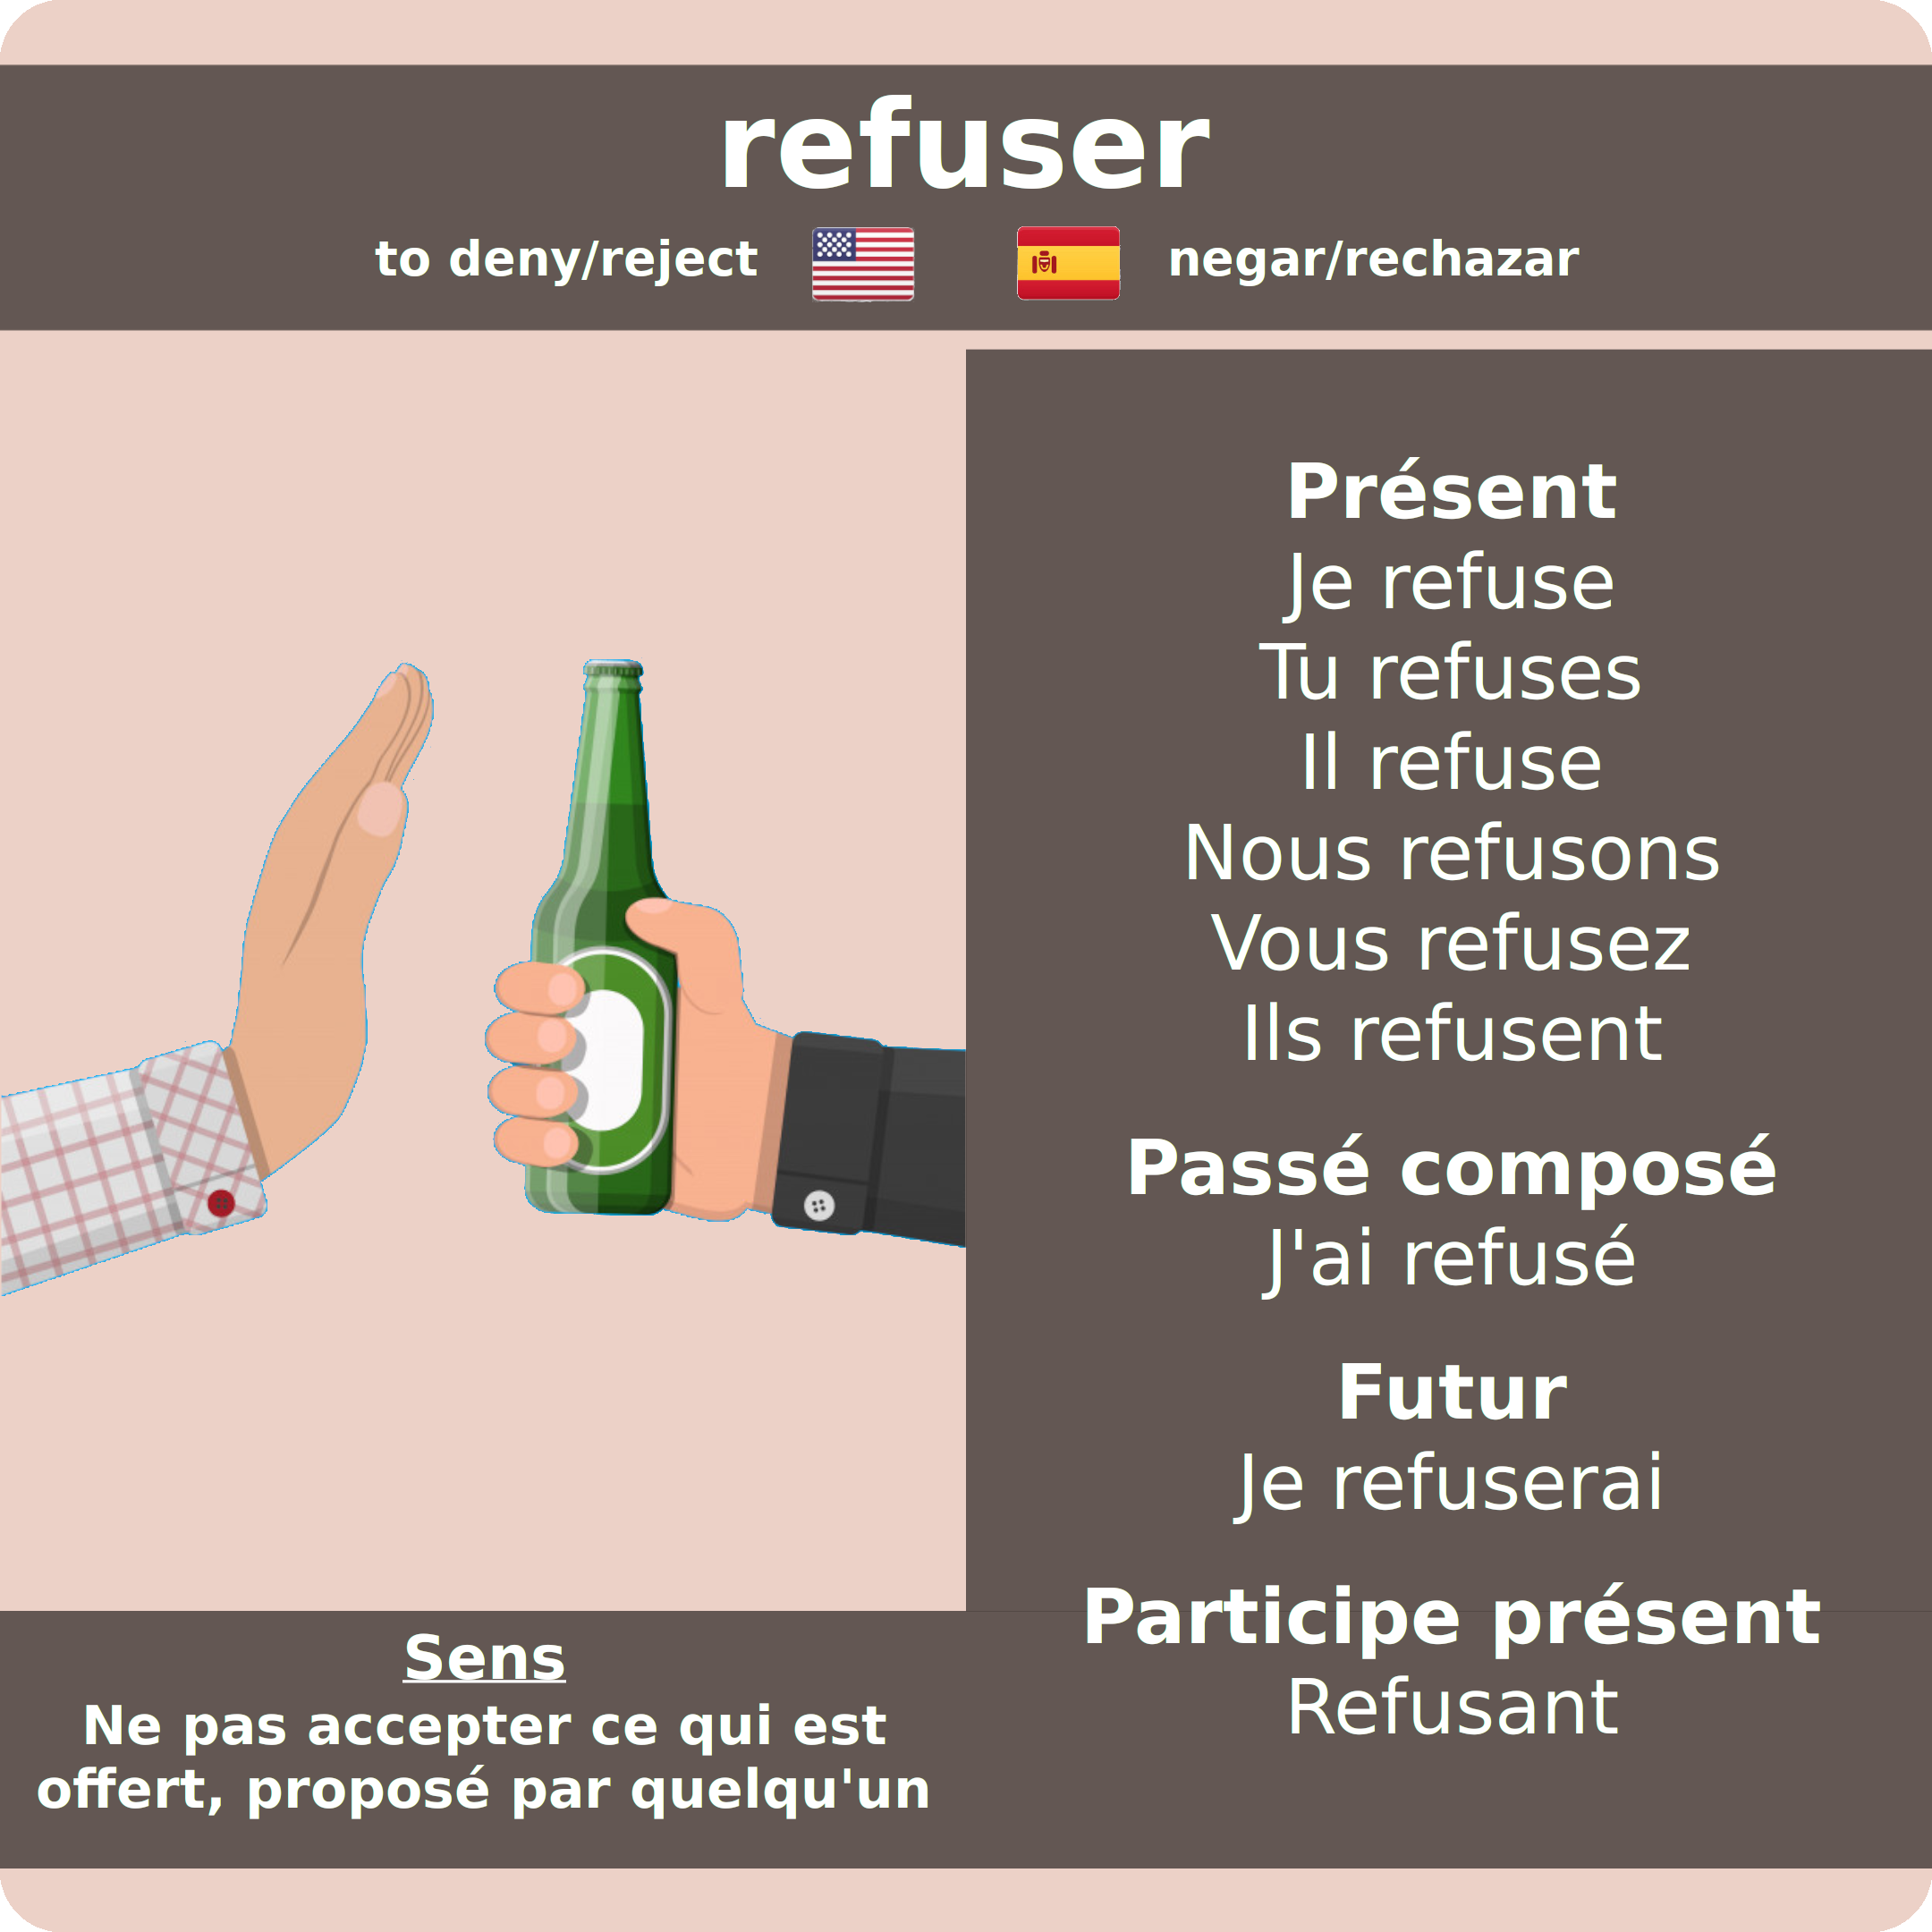 refuser
to deny/reject
negar/rechazar
Présent
Je refuse
Tu refuses
Il refuse
Nous refusons
Vous refusez
Ils refusent
Passé composé
J'ai refusé
Futur
Je refuserai
Participe présent
Refusant
Sens
Ne pas accepter ce qui est
offert, proposé par quelqu'un